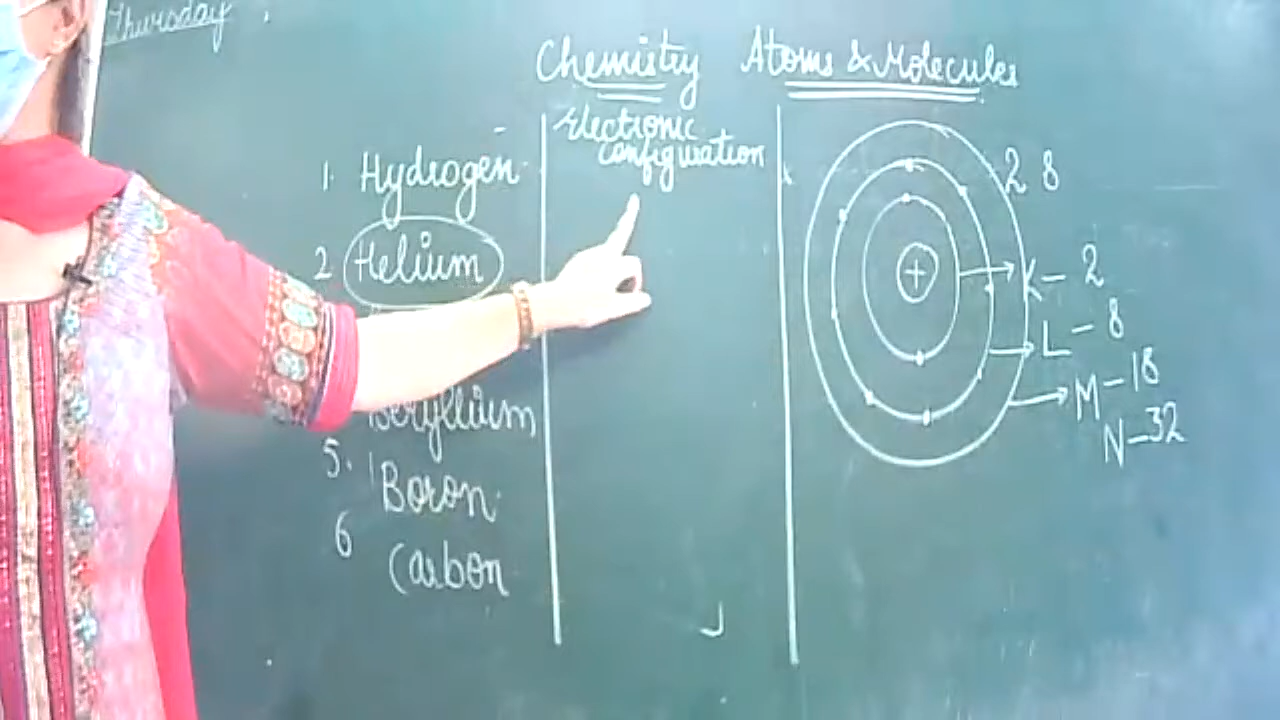 Thursday
Chemistry Atoms & Molecules
Electronic
configuration
1. Hydrogen
2 Helium
Beryllium
5. Boron
6 Carbon
2 8
+
K - 2
L - 8
M - 18
N - 32